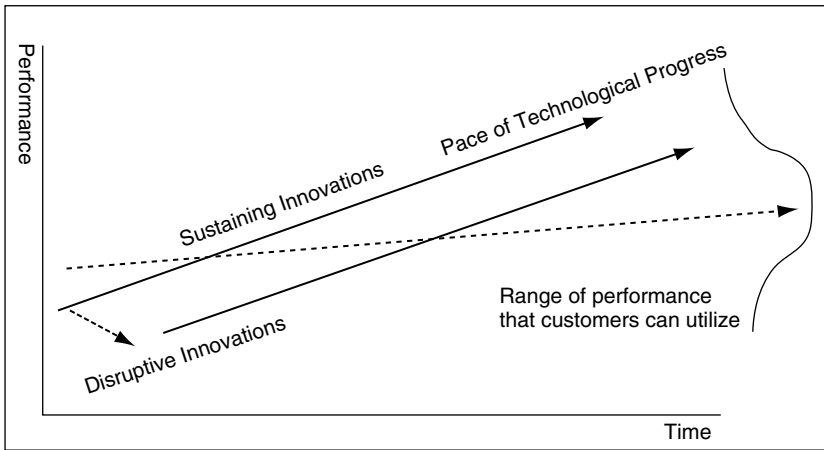 Performance
Pace of Technological Progress
Sustaining Innovations
Range of performance
that customers can utilize
Disruptive Innovations
Time